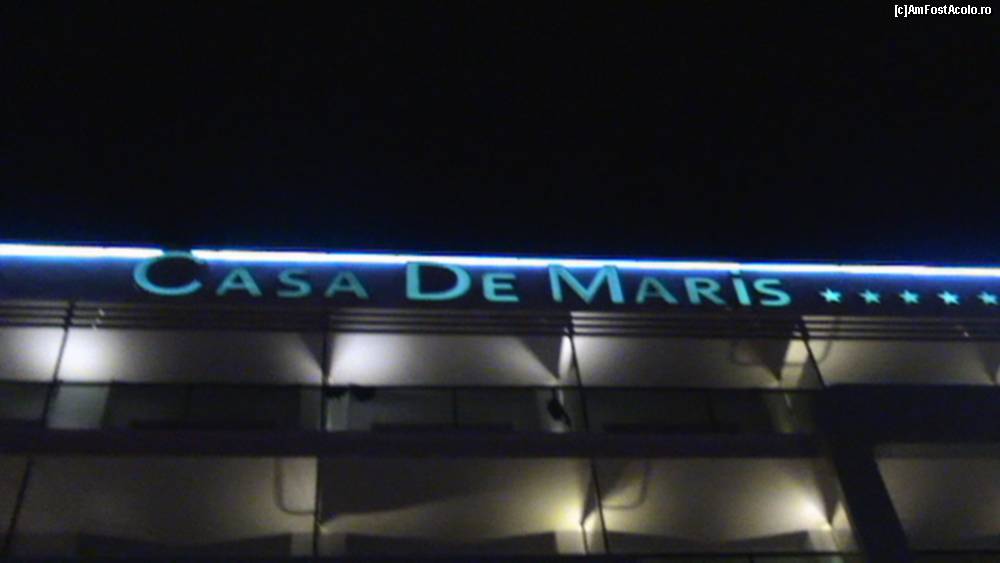 [c]AmFostAcolo.ro
Casa De Maris ★★★★★